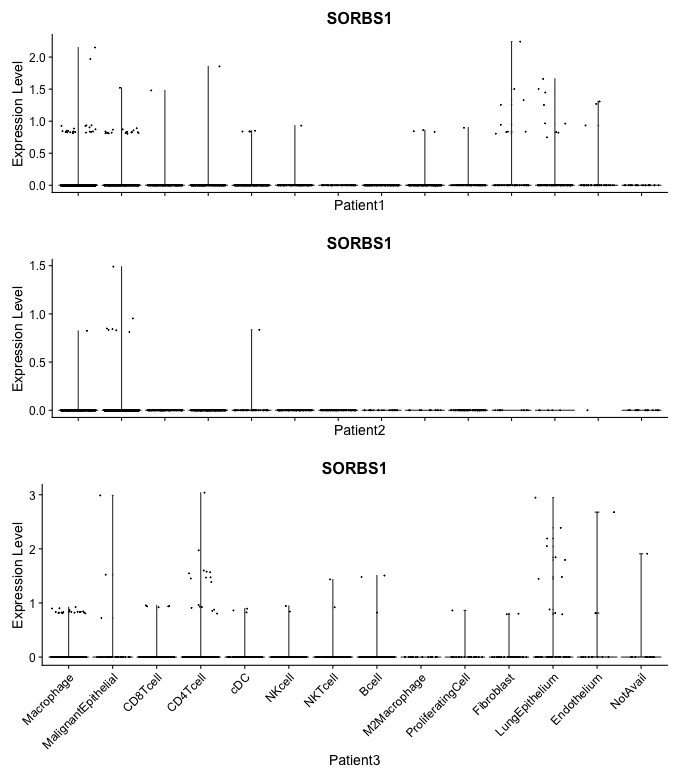 SORBS1
Expression Level
2.0
1.5
1.0
0.5
0.0
Patient1
SORBS1
Expression Level
1.5
1.0
0.5
0.0
Patient2
SORBS1
Expression Level
3
2
1
0
Macrophage
MalignantEpithelial
CD8Tcell
CD4Tcell
cDC
NKcell
NKTcell
Bcell
M2Macrophage
ProliferatingCell
Fibroblast
LungEpithelium
Endothelium
NotAvail
Patient3